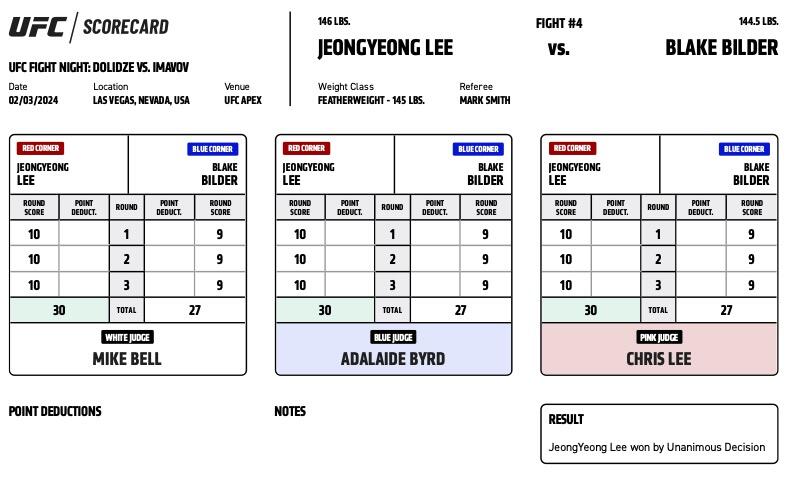 UFC / SCORECARD
UFC FIGHT NIGHT: DOLIDZE VS. IMAVOV
Date Location Venue
02/03/2024 LAS VEGAS, NEVADA, USA UFC APEX
146 LBS. FIGHT #4 144.5 LBS.
JEONGYEONG LEE vs. BLAKE BILDER
Weight Class Referee
FEATHERWEIGHT - 145 LBS. MARK SMITH
RED CORNER BLUE CORNER
JEONGYEONG BLAKE
LEE BILDER
ROUND POINT ROUND POINT ROUND
SCORE DEDUCT. DEDUCT. SCORE
10 1 9
10 2 9
10 3 9
30 TOTAL 27
WHITE JUDGE
MIKE BELL
RED CORNER BLUE CORNER
JEONGYEONG BLAKE
LEE BILDER
ROUND POINT ROUND POINT ROUND
SCORE DEDUCT. DEDUCT. SCORE
10 1 9
10 2 9
10 3 9
30 TOTAL 27
BLUE JUDGE
ADALAIDE BYRD
RED CORNER BLUE CORNER
JEONGYEONG BLAKE
LEE BILDER
ROUND POINT ROUND POINT ROUND
SCORE DEDUCT. DEDUCT. SCORE
10 1 9
10 2 9
10 3 9
30 TOTAL 27
PINK JUDGE
CHRIS LEE
POINT DEDUCTIONS
NOTES
RESULT
JeongYeong Lee won by Unanimous Decision